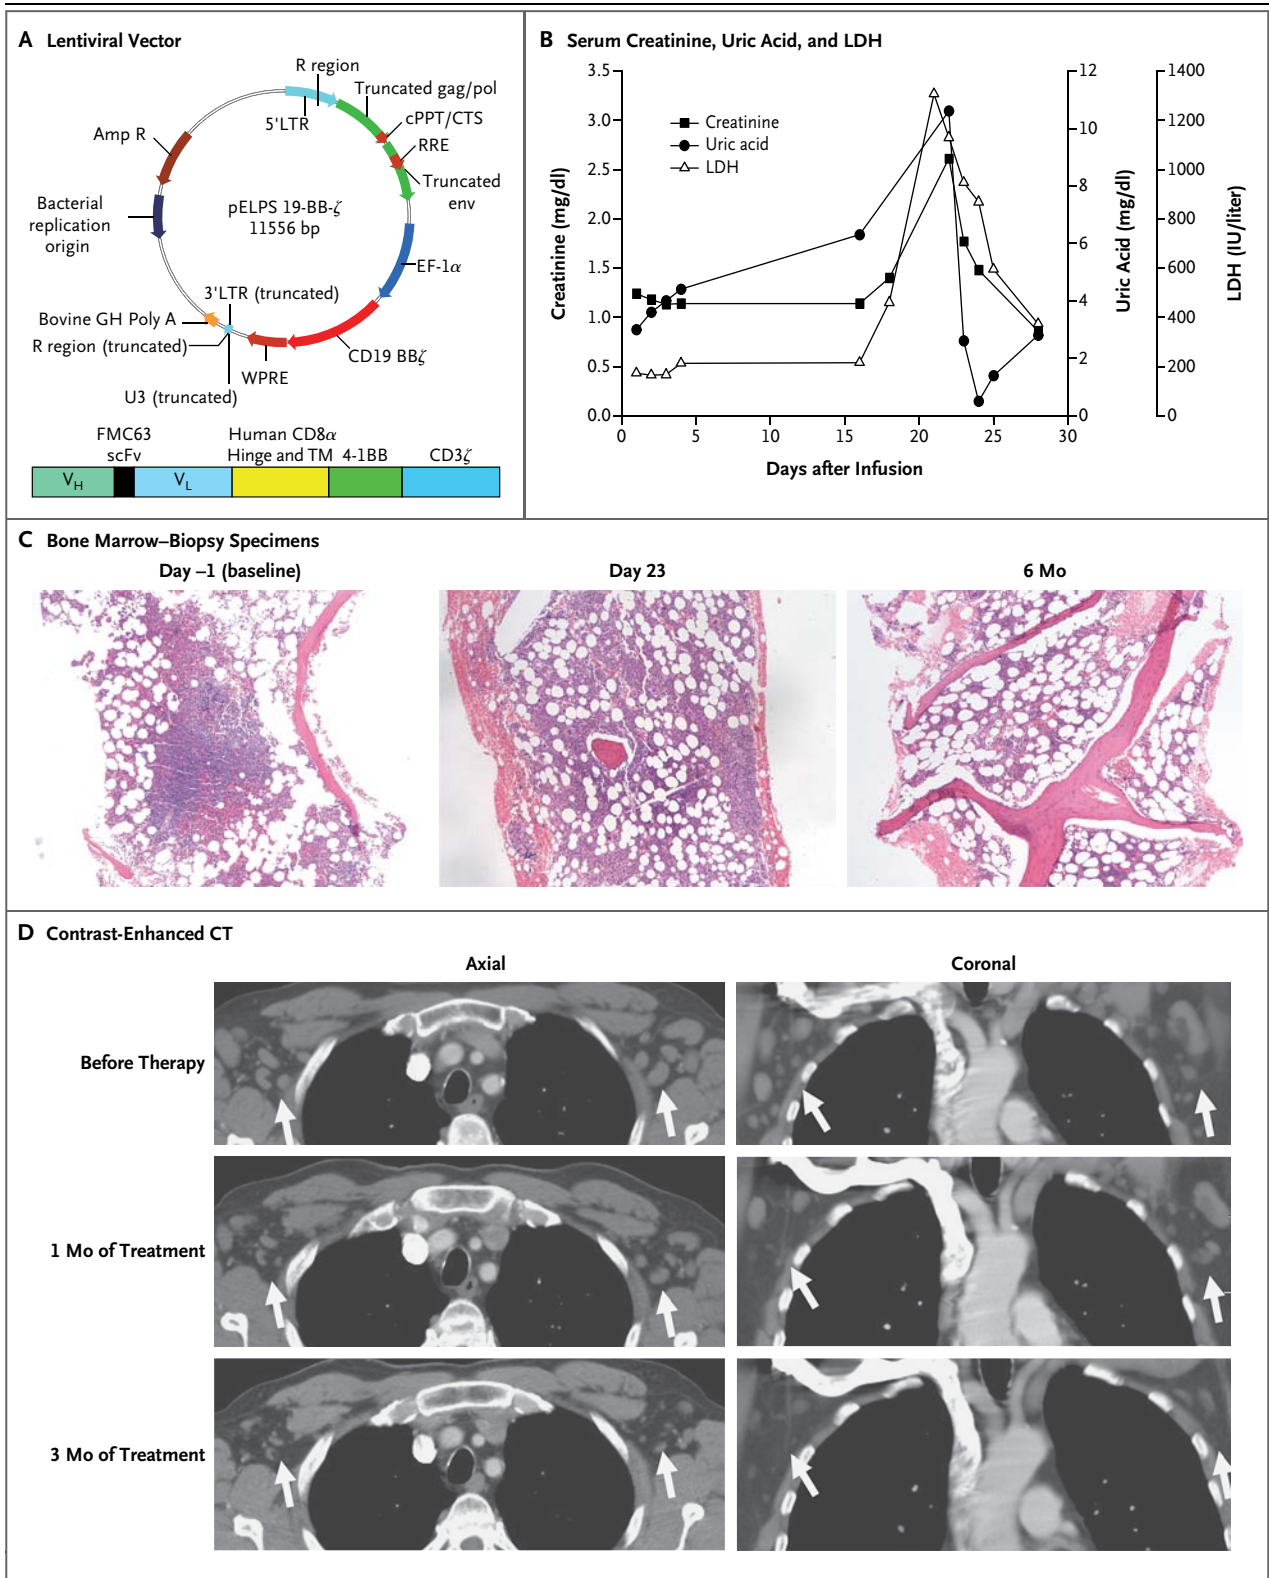 A Lentiviral Vector
R region
Truncated gag/pol
5'LTR
cPPT/CTS
Amp R
RRE
Truncated
env
Bacterial
replication
origin
pELPS 19-BB-ζ
11556 bp
EF-1α
3'LTR (truncated)
Bovine GH Poly A
R region (truncated)
CD19 BBζ
WPRE
U3 (truncated)
FMC63
scFv
Human CD8α
Hinge and TM
4-1BB
CD3ζ
VH
VL
B Serum Creatinine, Uric Acid, and LDH
Creatinine
Uric acid
LDH
Creatinine (mg/dl)
3.5
3.0
2.5
2.0
1.5
1.0
0.5
0.0
Uric Acid (mg/dl)
12
10
8
6
4
2
0
LDH (IU/liter)
1400
1200
1000
800
600
400
200
0
0 5 10 15 20 25 30
Days after Infusion
C Bone Marrow–Biopsy Specimens
Day –1 (baseline)
Day 23
6 Mo
D Contrast-Enhanced CT
Axial
Coronal
Before Therapy
1 Mo of Treatment
3 Mo of Treatment